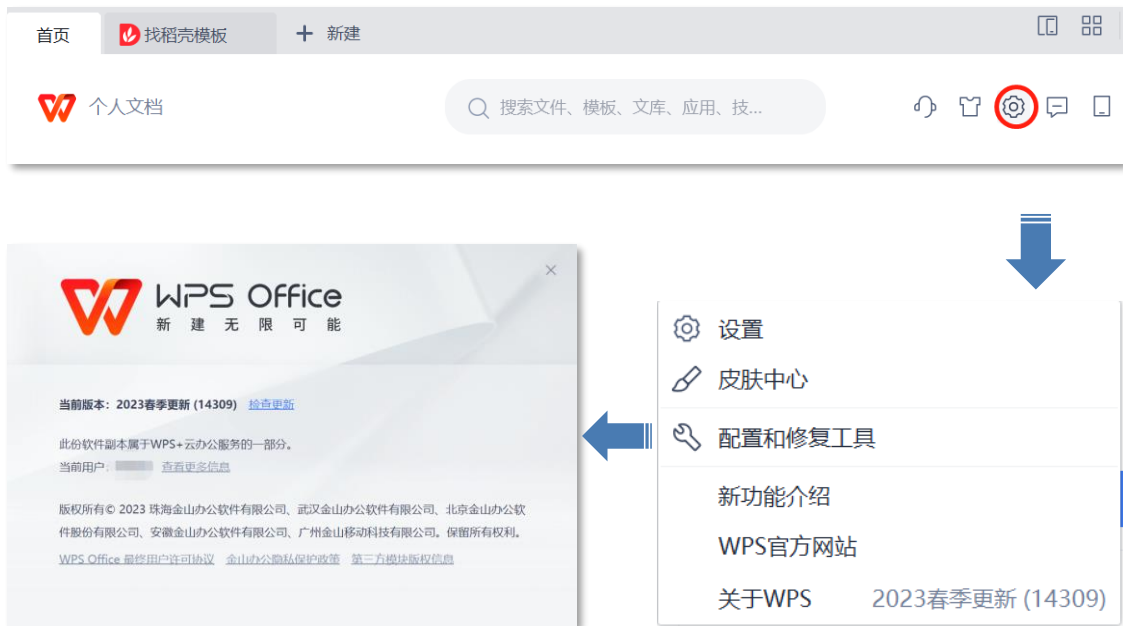 首页
找稻壳模板
新建
个人文档
搜索文件、模板、文库、应用、技...
设置
皮肤中心
配置和修复工具
新功能介绍
WPS官方网站
关于WPS 2023春季更新 (14309)
WPS Office
新建无限可能
当前版本：2023春季更新 (14309) 检查更新
此份软件副本属于WPS+云办公服务的一部分。
当前用户： 查看更多信息
版权所有© 2023 珠海金山办公软件有限公司、武汉金山办公软件有限公司、北京金山办公软
件股份有限公司、安徽金山办公软件有限公司、广州金山移动科技有限公司。保留所有权利。
WPS Office 最终用户许可协议 金山办公隐私保护政策 第三方模块版权信息